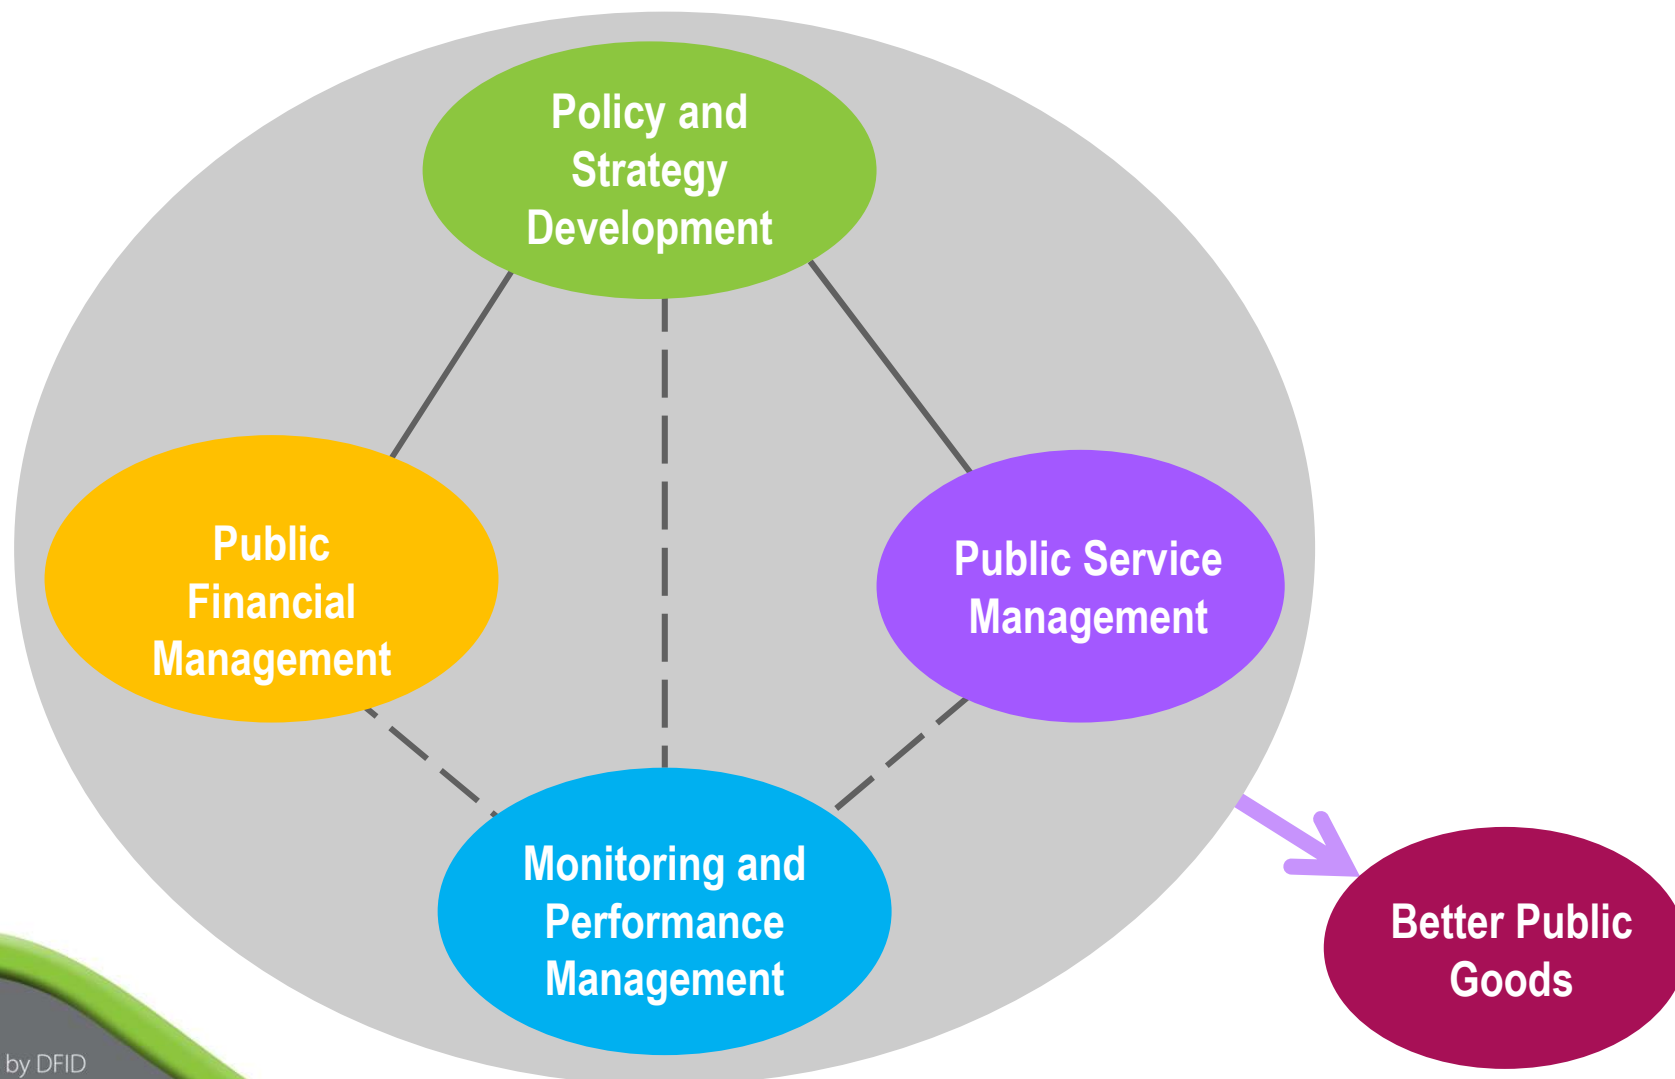 Policy and
Strategy
Development
Public
Financial
Management
Public Service
Management
Monitoring and
Performance
Management
Better Public
Goods
by DFID